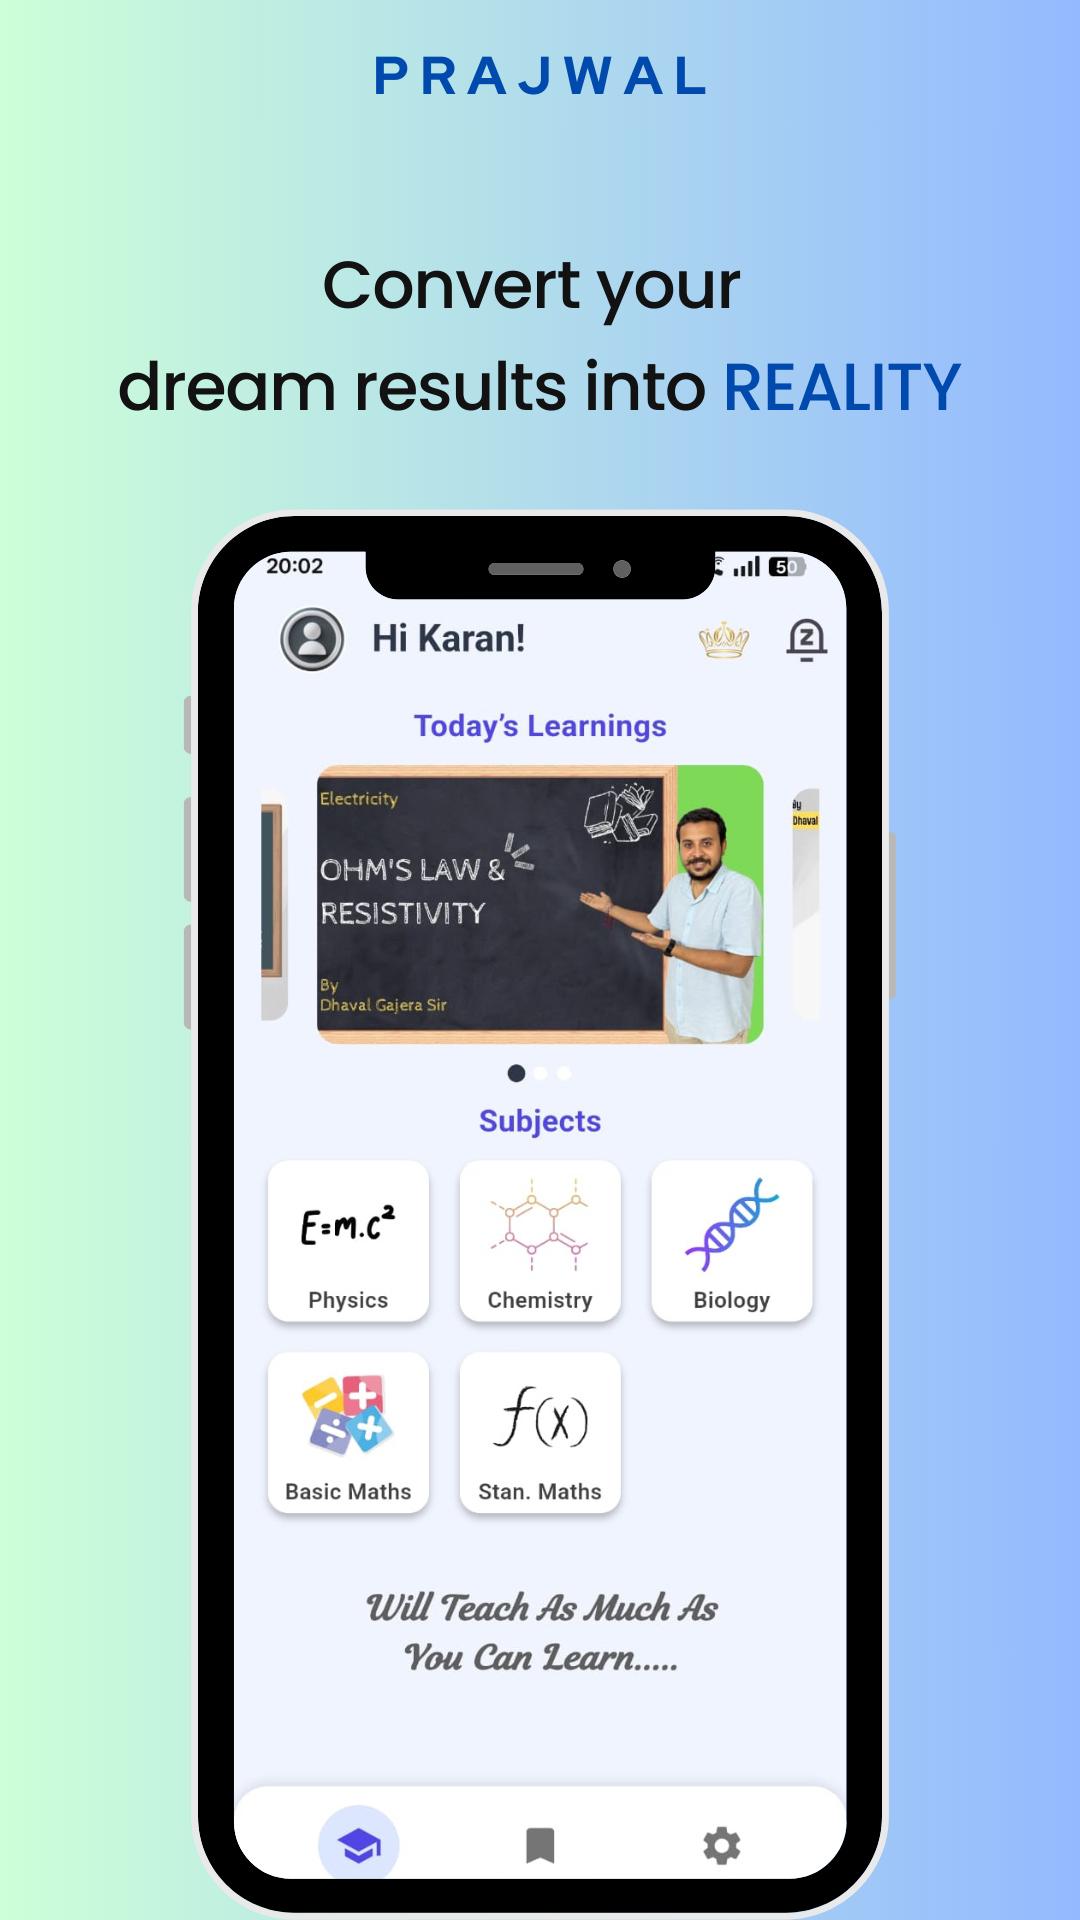 PRAJWAL
Convert your
dream results into REALITY
20:02
50
Hi Karan!
Z
Today's Learnings
Electricity
OHM'S LAW &
RESISTIVITY
By
Dhaval Gajera Sir
By
Dhaval
Subjects
E=m.c²
Physics
Chemistry
Biology
Basic Maths
f(x)
Stan. Maths
Will Teach As Much As
You Can Learn.....